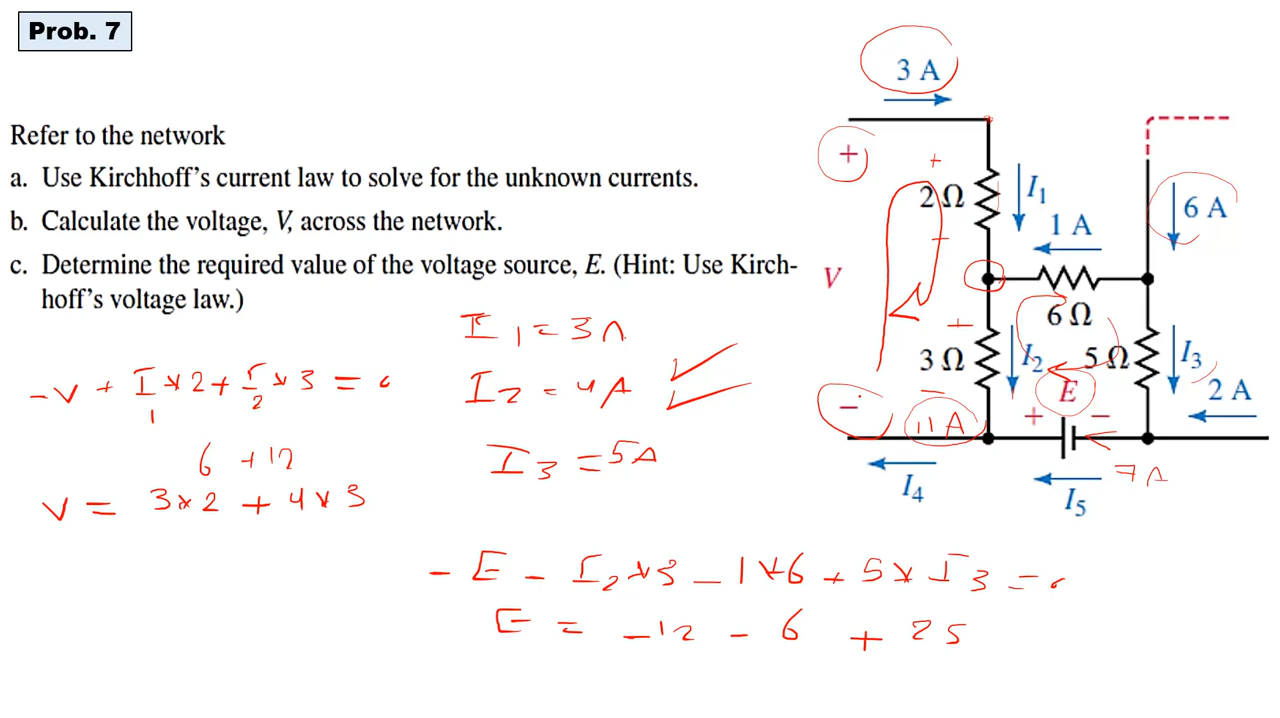 Prob. 7
Refer to the network
a. Use Kirchhoff's current law to solve for the unknown currents.
b. Calculate the voltage, V, across the network.
c. Determine the required value of the voltage source, E. (Hint: Use Kirch-
hoff's voltage law.)
3 A
+
+
2 Ω
I1
1 A
6 A
+
V
6 Ω
+
3 Ω
I2
5 Ω
I3
E
2 A
−
−
11 A
+
−
7 A
I4
I5
I1 = 3A
I2 = 4A
I3 = 5A
-V + I1*2 + I2*3 = 0
6 + 12
V = 3*2 + 4*3
- E - I2*3 - 1*6 + 5* I3 = 0
E = -12 - 6 + 25